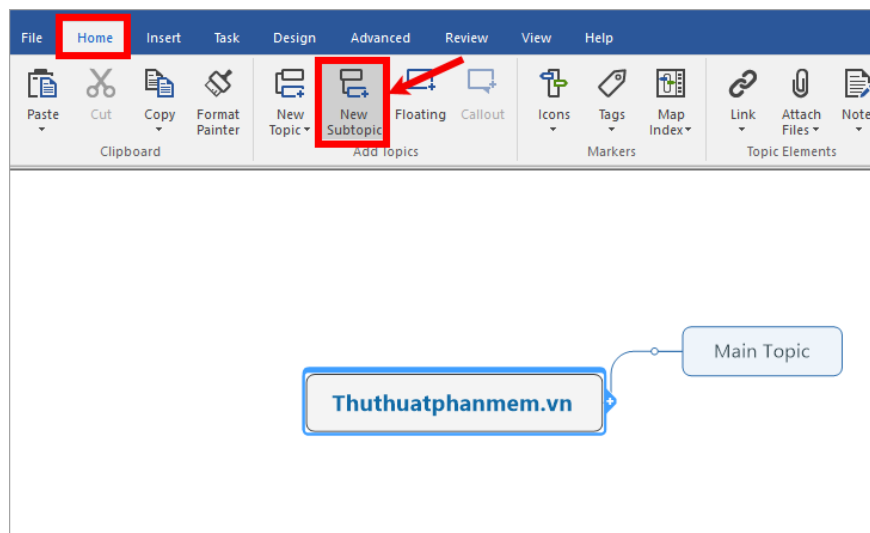 File Home Insert Task Design Advanced Review View Help
Paste Cut Copy Format Painter New Topic New Subtopic Floating Callout Icons Tags Map Index Link Attach Files Note
Clipboard Add Topics Markers Topic Elements
Main Topic
Thuthuatphanmem.vn